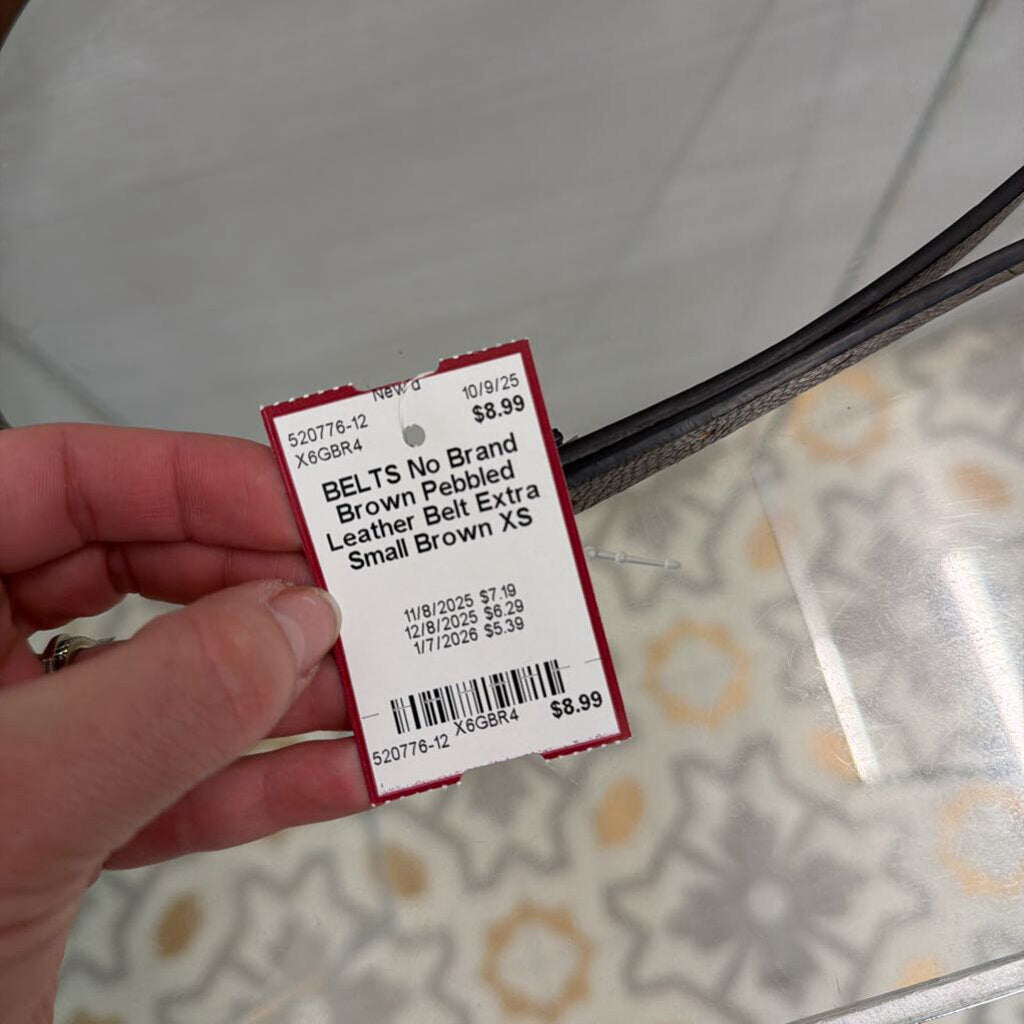 New d
10/9/25
520776-12
$8.99
X6GBR4
BELTS No Brand
Brown Pebbled
Leather Belt Extra
Small Brown XS
11/8/2025 $7.19
12/8/2025 $6.29
1/7/2026 $5.39
520776-12 X6GBR4 $8.99